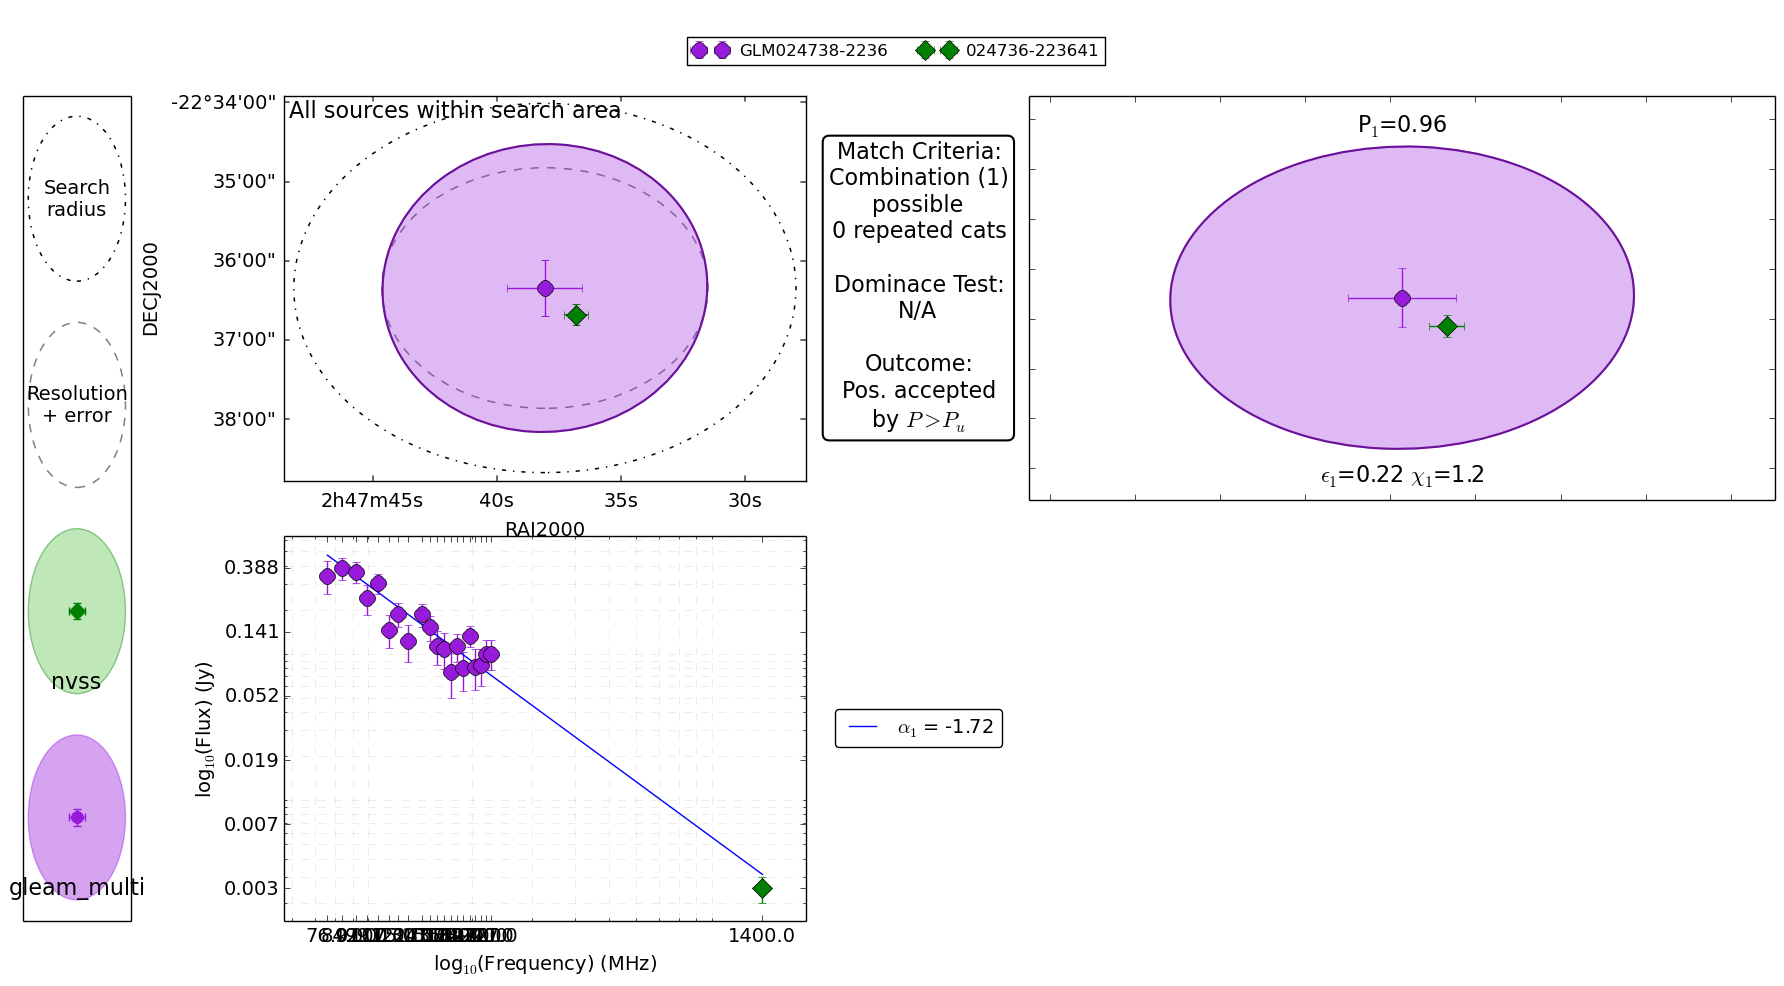 GLM024738-2236 024736-223641
Search
radius
Resolution
+ error
nvss
gleam_multi
All sources within search area
-22°34'00"
35'00"
36'00"
37'00"
38'00"
DECJ2000
2h47m45s 40s 35s 30s
RAJ2000
Match Criteria:
Combination (1)
possible
0 repeated cats
Dominace Test:
N/A
Outcome:
Pos. accepted
by P>Pᵤ
P₁=0.96
ϵ₁=0.22 χ₁=1.2
0.388
0.141
0.052
0.019
0.007
0.003
log₁₀(Flux) (Jy)
1400.0
log₁₀(Frequency) (MHz)
α₁ = -1.72